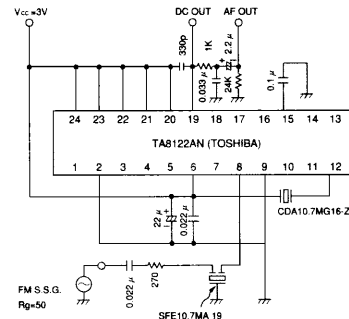 Vcc=3V
DC OUT
AF OUT
330p
1K
2.2μ
0.033μ
24K
0.1μ
24 23 22 21 20 19 18 17 16 15 14 13
TA8122AN (TOSHIBA)
1 2 3 4 5 6 7 8 9 10 11 12
CDA10.7MG16-Z
22μ
0.022μ
FM S.S.G.
Rg=50
0.022μ
270
SFE10.7MA 19